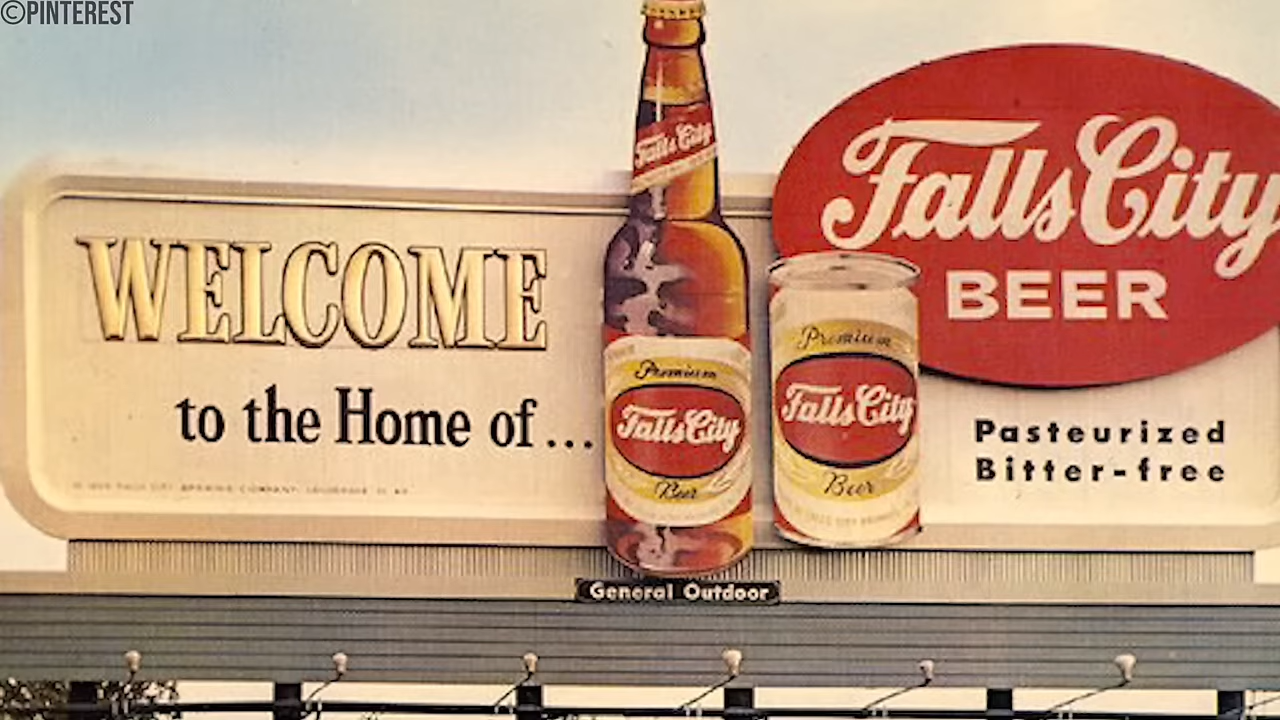 ©PINTEREST
WELCOME
to the Home of...
Falls City
Premium
Falls City
Beer
Premium
Falls City
Beer
Falls City
BEER
Pasteurized
Bitter-free
General Outdoor